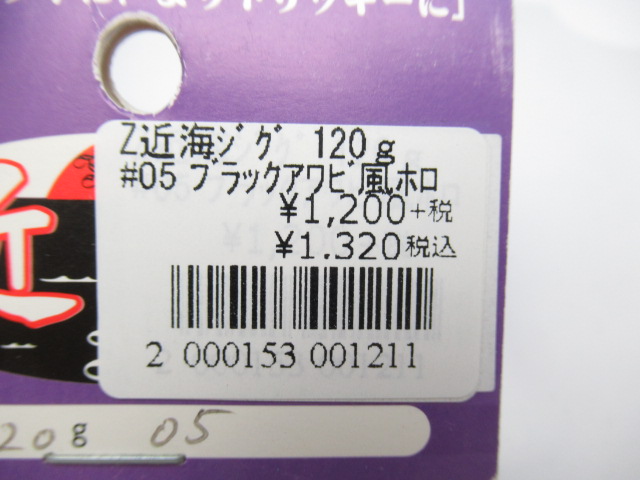 Z近海ジグ 120g
#05 ブラックアワビ風ホロ
¥1,200+税
¥1,320税込
2 000153 001211
近
20g 05